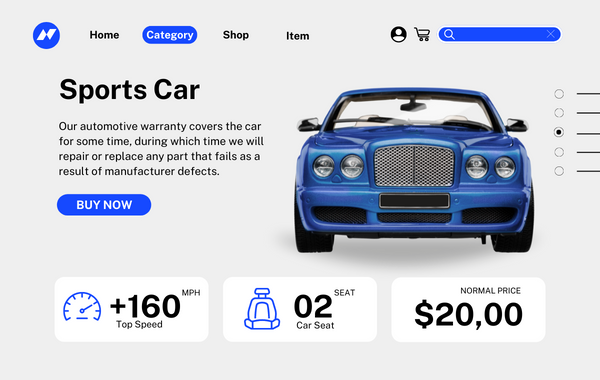 Home Category Shop Item
Sports Car
Our automotive warranty covers the car
for some time, during which time we will
repair or replace any part that fails as a
result of manufacturer defects.
BUY NOW
+160 MPH
Top Speed
02 SEAT
Car Seat
NORMAL PRICE
$20,00